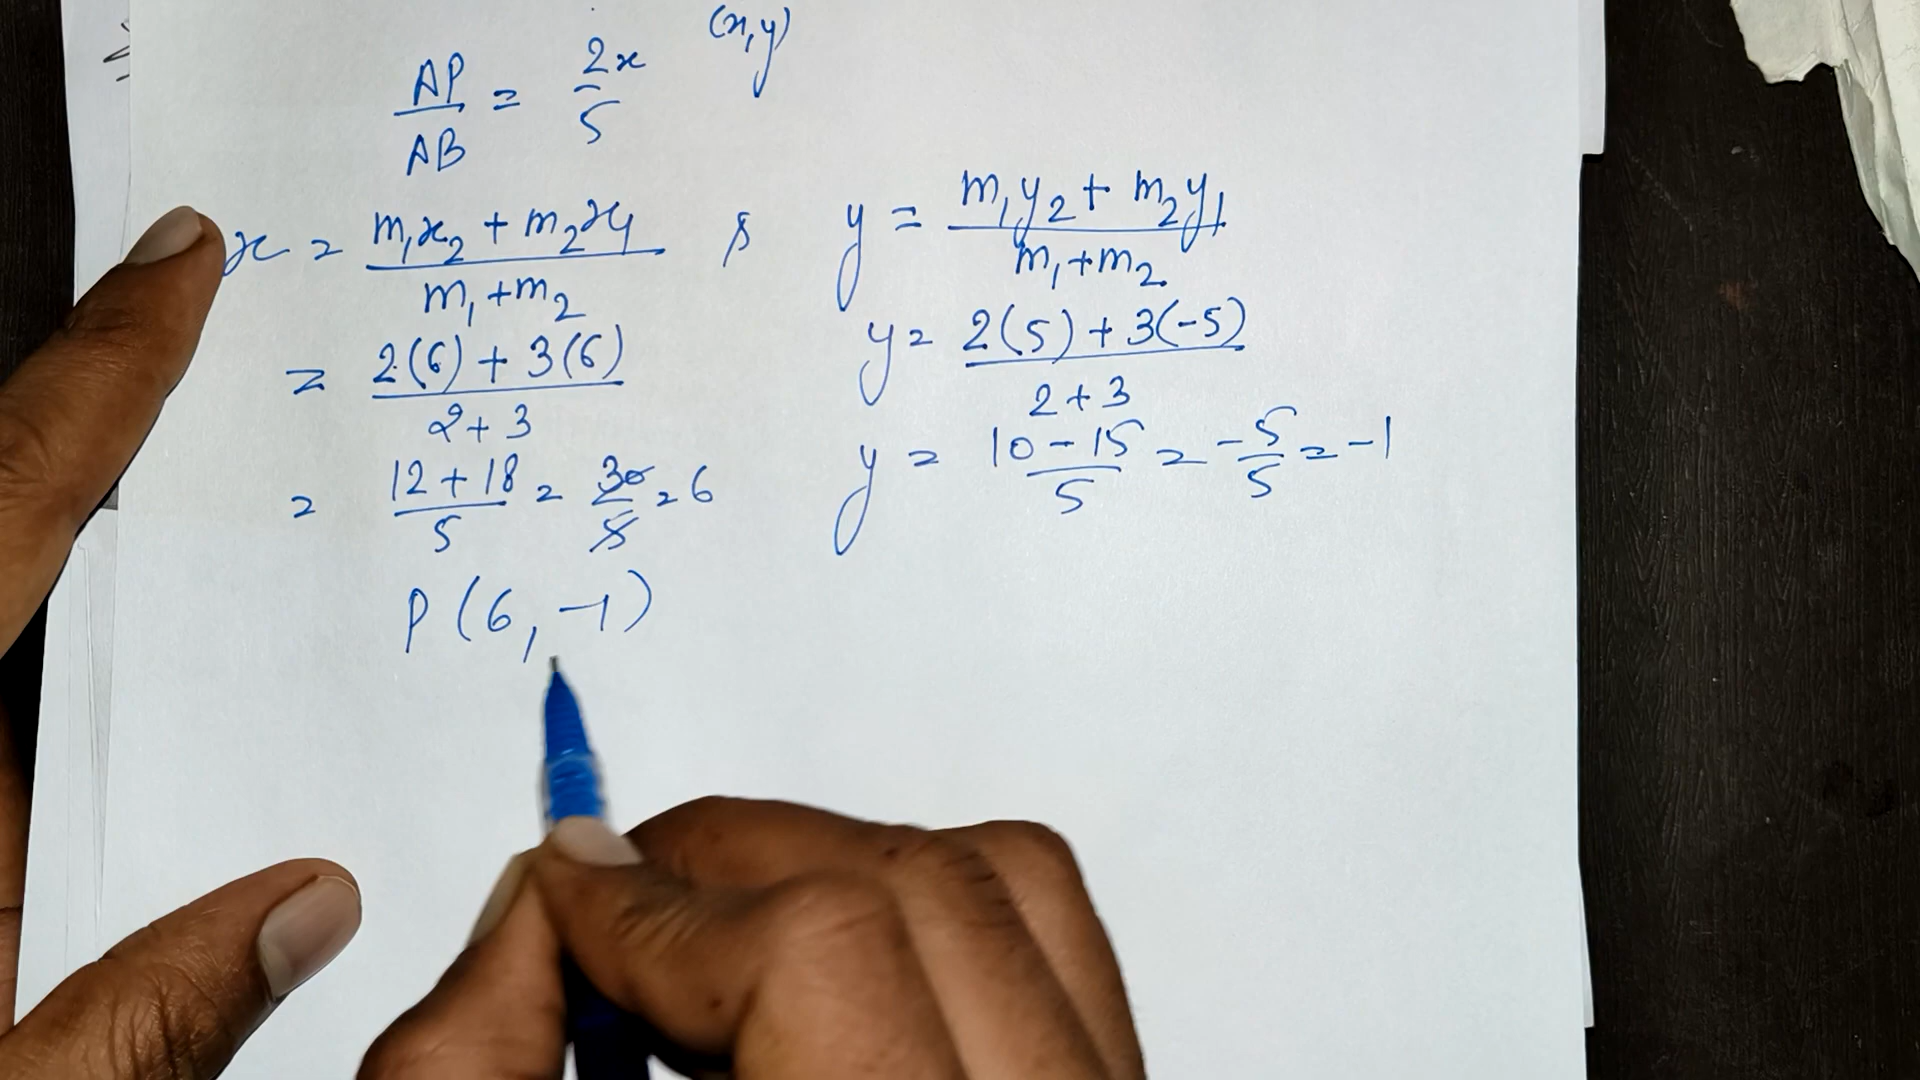 (x, y)
AP/AB = 2x/5
x = (m₁x₂ + m₂x₁)/(m₁+m₂) & y = (m₁y₂ + m₂y₁)/(m₁+m₂)
= (2(6) + 3(6))/(2+3) y = (2(5) + 3(-5))/(2+3)
= (12+18)/5 = 30/5 = 6 y = (10-15)/5 = -5/5 = -1
P(6, -1)